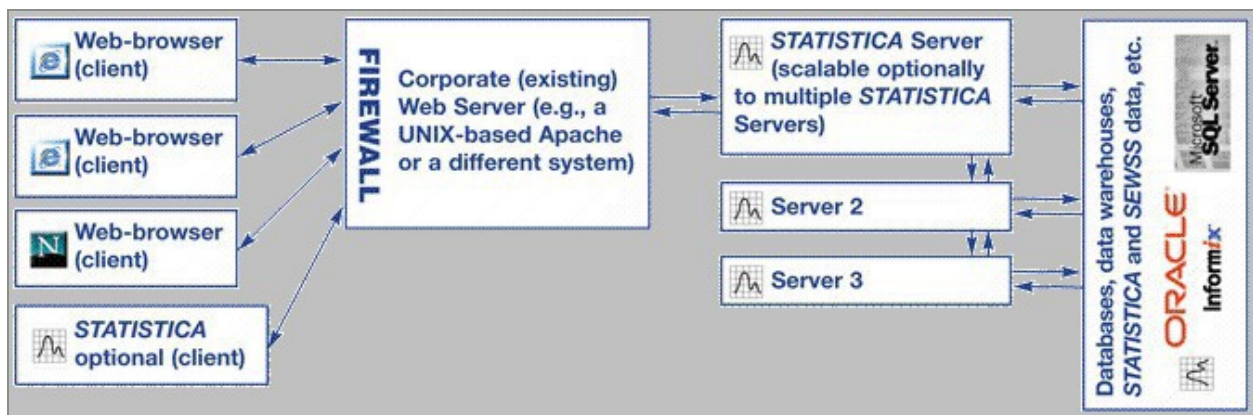 Web-browser
(client)
Web-browser
(client)
N
Web-browser
(client)
STATISTICA
optional (client)
FIREWALL
Corporate (existing)
Web Server (e.g., a
UNIX-based Apache
or a different system)
STATISTICA Server
(scalable optionally
to multiple STATISTICA
Servers)
Server 2
Server 3
Databases, data warehouses,
STATISTICA and SEWSS data, etc.
ORACLE
Informix
Microsoft
SQL Server